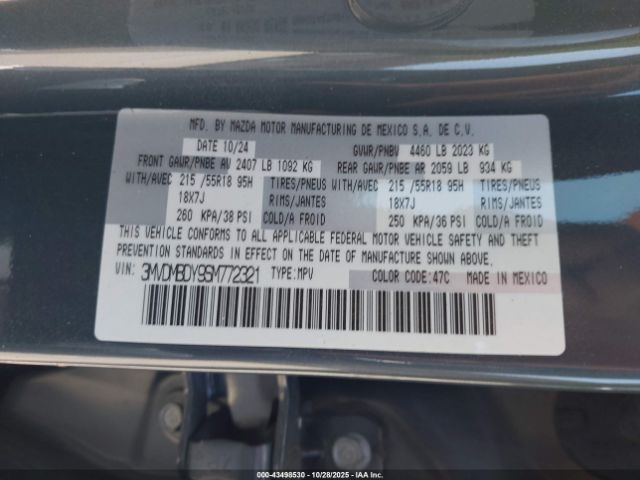 MFD. BY MAZDA MOTOR MANUFACTURING DE MEXICO S.A. DE C.V.
DATE 10/24 GVWR/PNBV 4460 LB 2023 KG
FRONT GAWR/PNBE AV 2407 LB 1092 KG REAR GAWR/PNBE AR 2059 LB 934 KG
WITH/AVEC 215 /55R18 95H TIRES/PNEUS WITH/AVEC 215 /55R18 95H TIRES/PNEUS
18X7J RIMS/JANTES 18X7J RIMS/JANTES
260 KPA/38 PSI COLD/A FROID 250 KPA/36 PSI COLD/A FROID
THIS VEHICLE CONFORMS TO ALL APPLICABLE FEDERAL MOTOR VEHICLE SAFETY AND THEFT
PREVENTION STANDARDS IN EFFECT ON THE DATE OF MANUFACTURE SHOWN ABOVE.
VIN: 3MVDMBDY9SM772321 TYPE: MPV COLOR CODE: 47C MADE IN MEXICO
© - 43498530 - 10/28/2025 - IAA Inc.